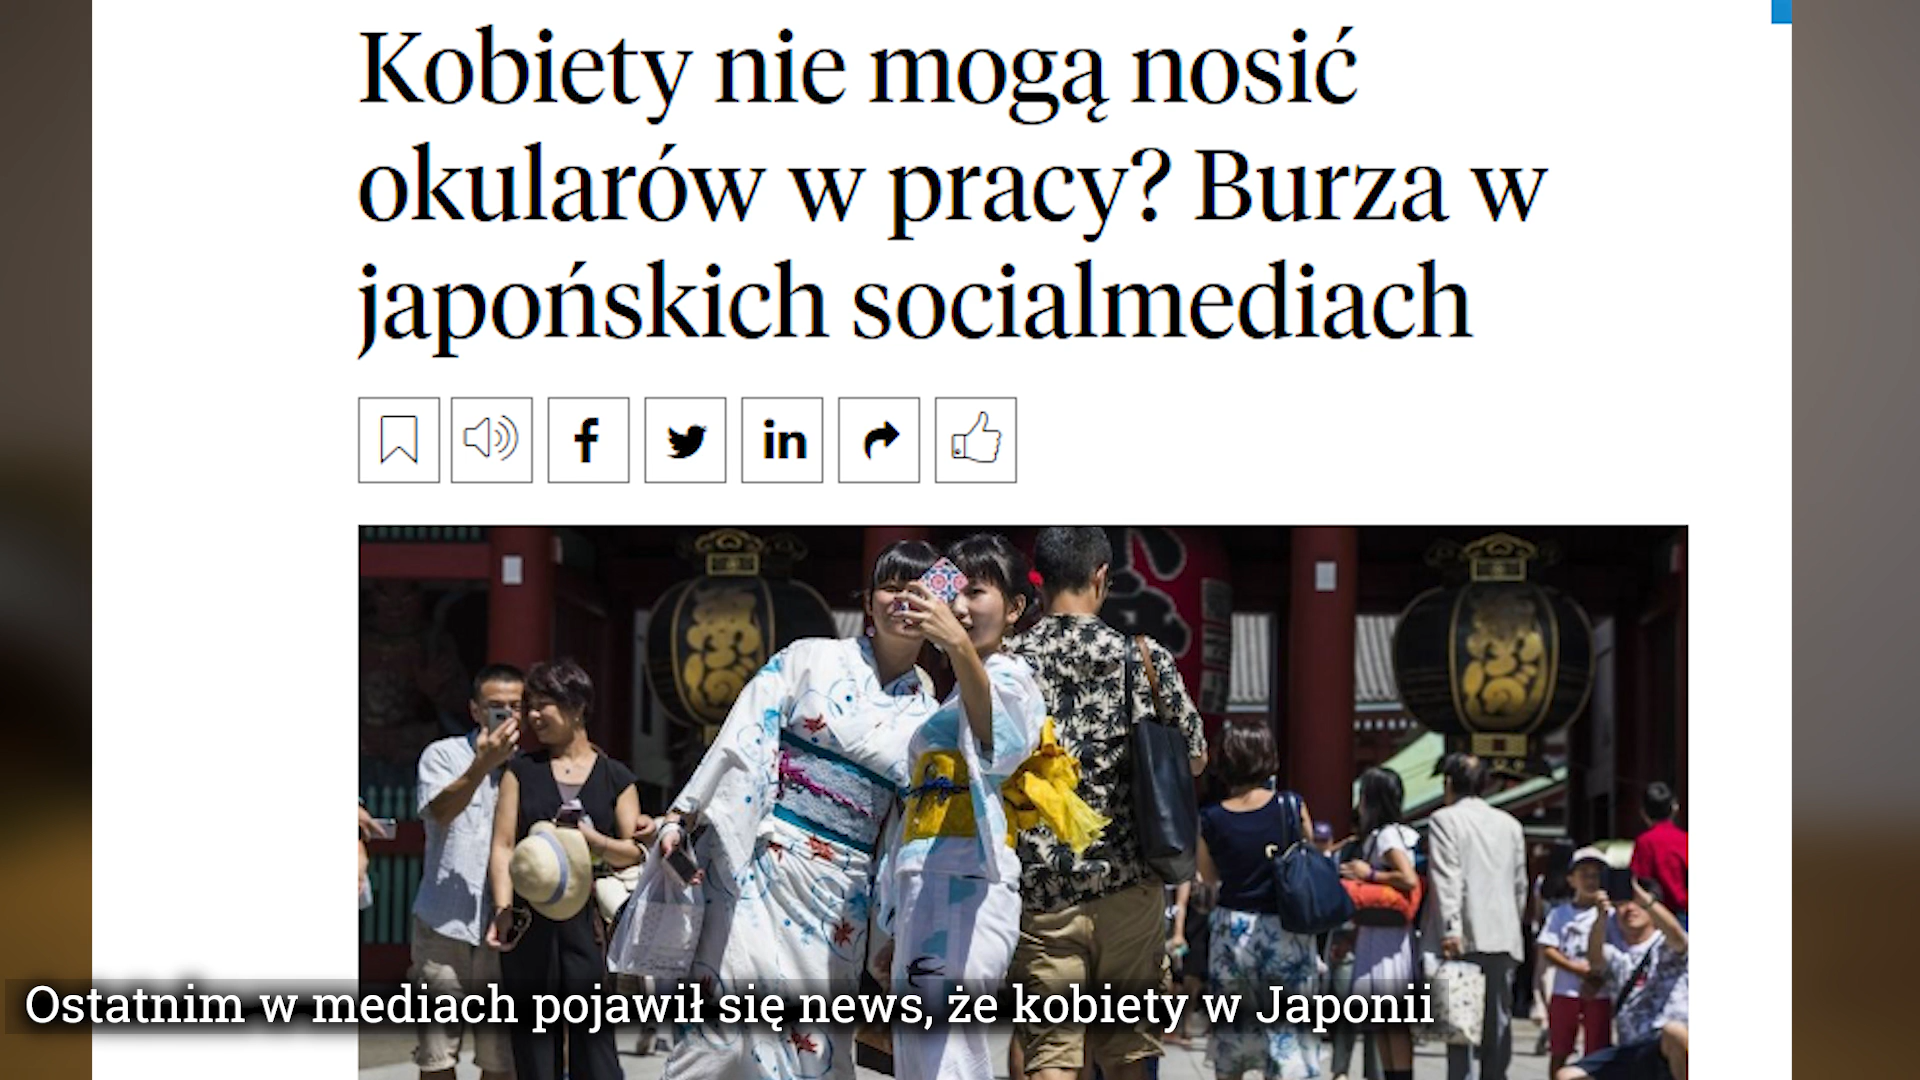 Kobiety nie mogą nosić
okularów w pracy? Burza w
japońskich socialmediach
f
in
Ostatnim w mediach pojawił się news, że kobiety w Japonii